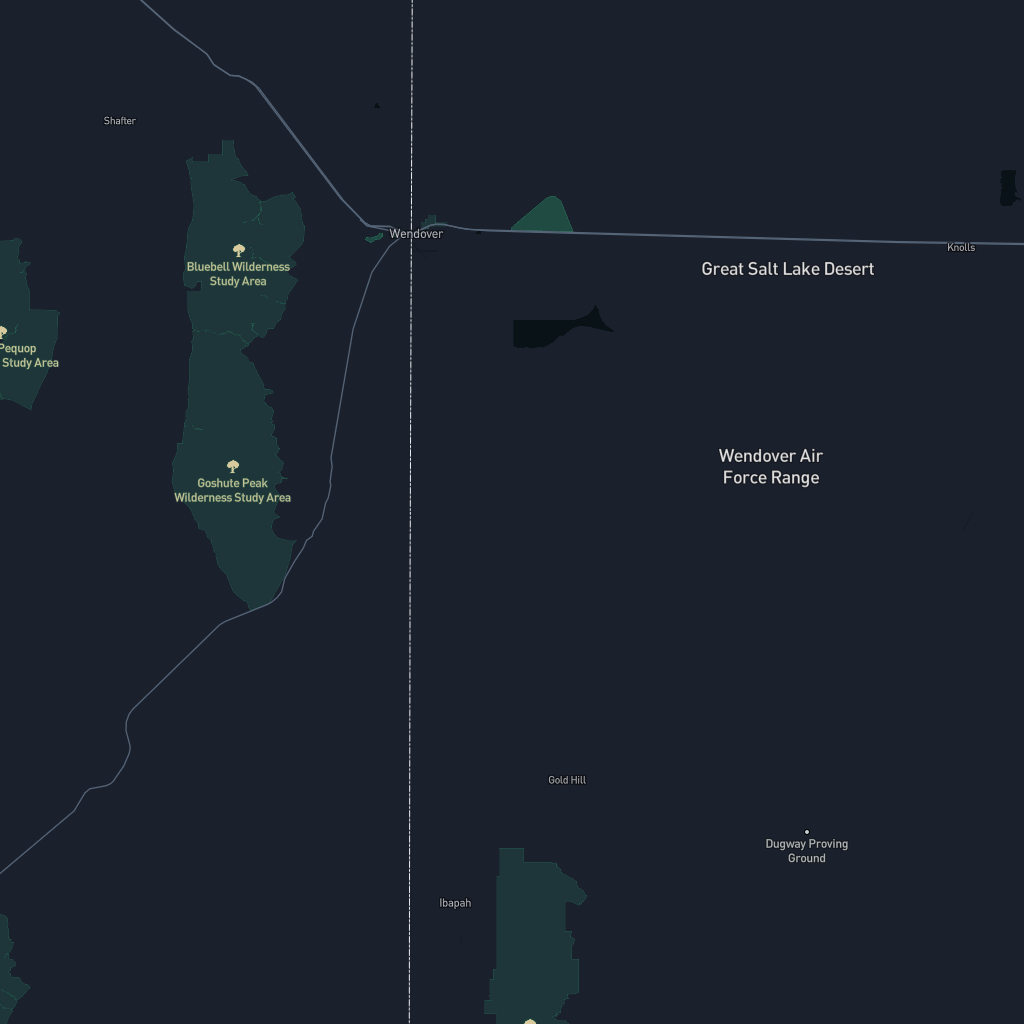 Shafter
Wendover
Knolls
Bluebell Wilderness
Study Area
Great Salt Lake Desert
Pequop
Study Area
Wendover Air
Force Range
Goshute Peak
Wilderness Study Area
Gold Hill
Dugway Proving
Ground
Ibapah